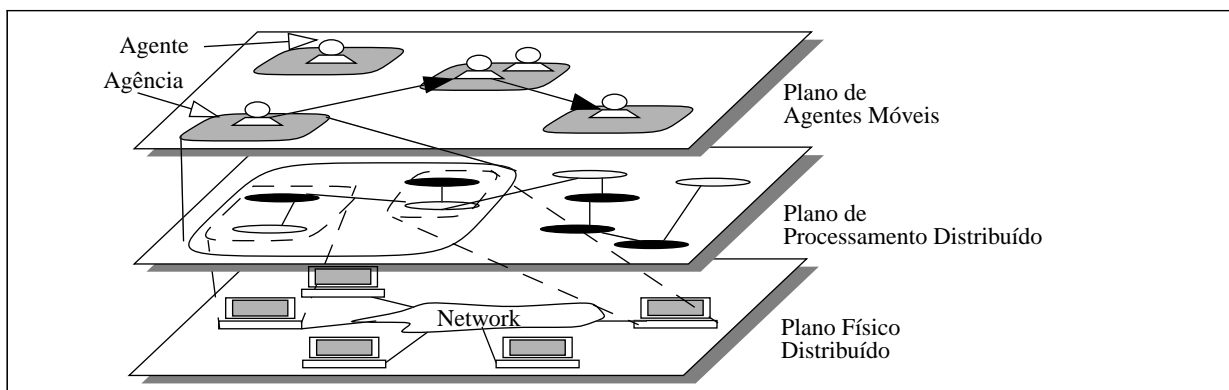 Agente
Agência
Plano de
Agentes Móveis
Plano de
Processamento Distribuído
Network
Plano Físico
Distribuído